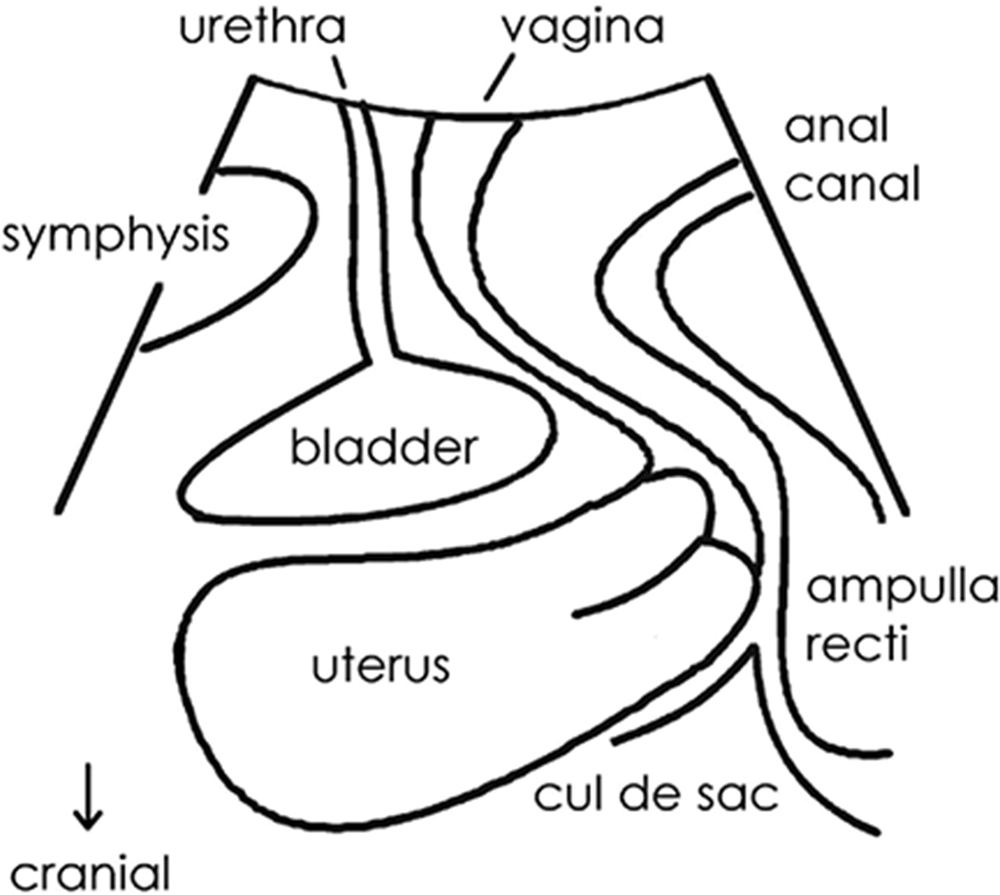 urethra
vagina
anal
canal
symphysis
bladder
ampulla
recti
uterus
cul de sac
cranial